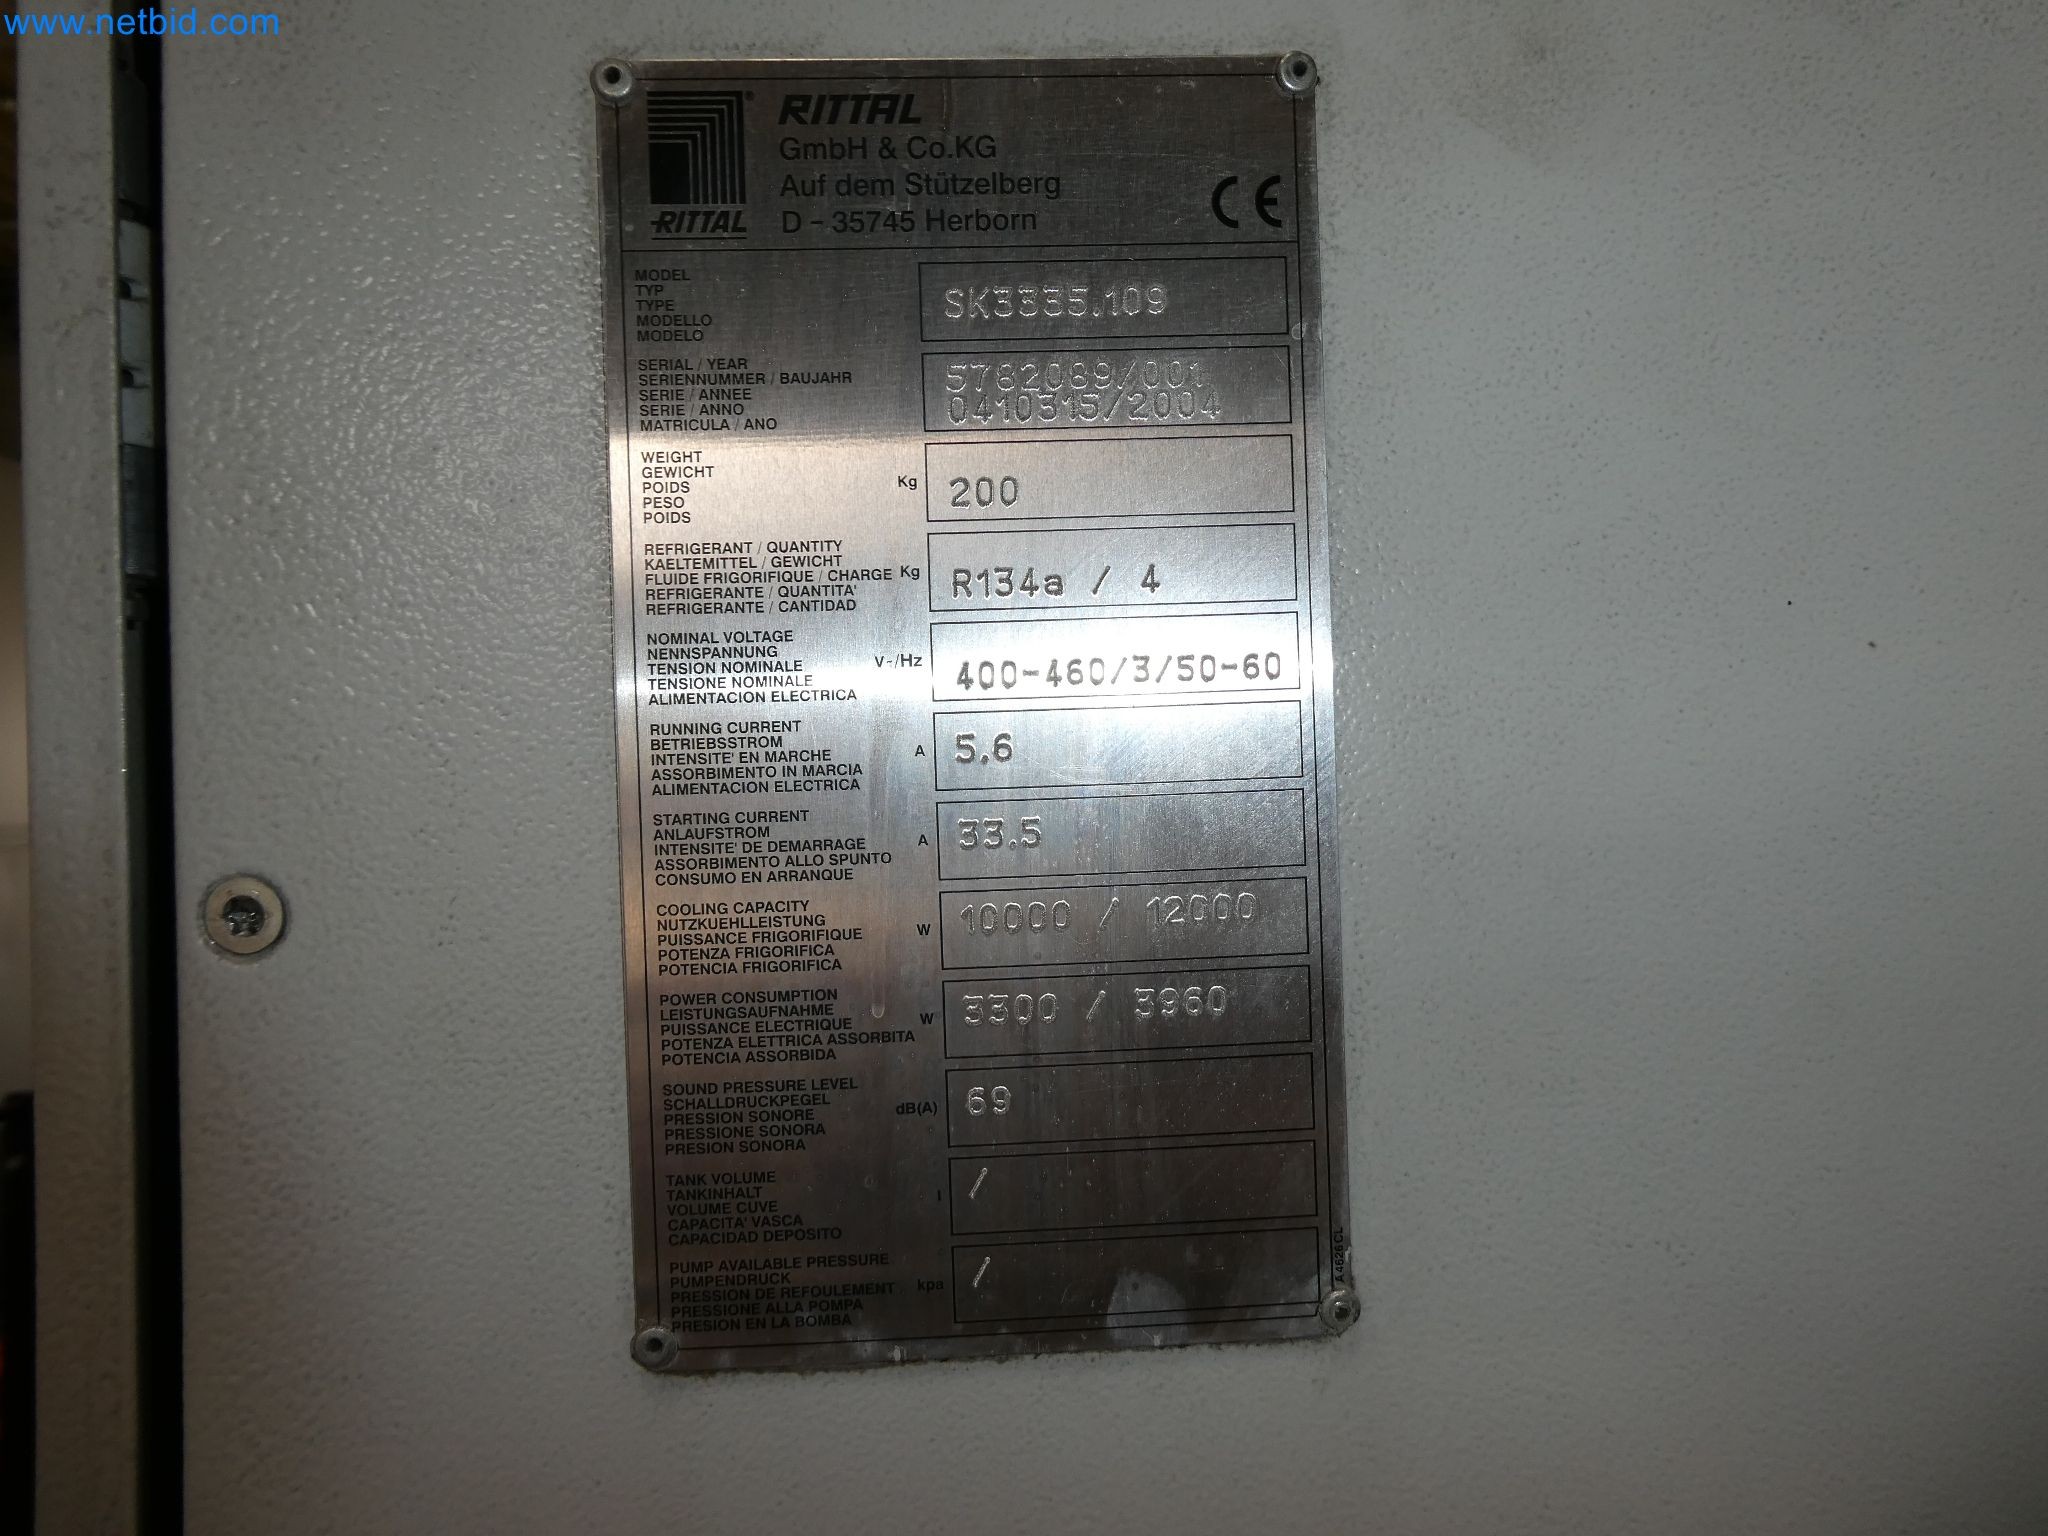 www.netbid.com
RITTAL
GmbH & Co.KG
Auf dem Stützelberg
D - 35745 Herborn
RITTAL
CE
MODEL
TYP
TYPE
MODELLO
MODELO
SK3335.109
SERIAL / YEAR
SERIENNUMMER / BAUJAHR
SERIE / ANNEE
SERIE / ANNO
MATRICULA / ANO
5782089/001
0410315/2004
WEIGHT
GEWICHT
POIDS
PESO
POIDS
Kg
200
REFRIGERANT / QUANTITY
KAELTEMITTEL / GEWICHT
FLUIDE FRIGORIFIQUE / CHARGE Kg
REFRIGERANTE / QUANTITA'
REFRIGERANTE / CANTIDAD
R134a / 4
NOMINAL VOLTAGE
NENNSPANNUNG
TENSION NOMINALE
TENSIONE NOMINALE
ALIMENTACION ELECTRICA
V~/Hz
400-460/3/50-60
RUNNING CURRENT
BETRIEBSSTROM
INTENSITE' EN MARCHE
ASSORBIMENTO IN MARCIA
ALIMENTACION ELECTRICA
A
5.6
STARTING CURRENT
ANLAUFSTROM
INTENSITE' DE DEMARRAGE
ASSORBIMENTO ALLO SPUNTO
CONSUMO EN ARRANQUE
A
33.5
COOLING CAPACITY
NUTZKUEHLLEISTUNG
PUISSANCE FRIGORIFIQUE
POTENZA FRIGORIFICA
POTENCIA FRIGORIFICA
W
10000 / 12000
POWER CONSUMPTION
LEISTUNGSAUFNAHME
PUISSANCE ELECTRIQUE
POTENZA ELETTRICA ASSORBITA
POTENCIA ASSORBIDA
W
3300 / 3960
SOUND PRESSURE LEVEL
SCHALLDRUCKPEGEL
PRESSION SONORE
PRESSIONE SONORA
PRESION SONORA
dB(A)
69
TANK VOLUME
TANKINHALT
VOLUME CUVE
CAPACITA' VASCA
CAPACIDAD DEPOSITO
l
/
PUMP AVAILABLE PRESSURE
PUMPENDRUCK
PRESSION DE REFOULEMENT
PRESSIONE ALLA POMPA
PRESION EN LA BOMBA
kpa
/
A4626CL